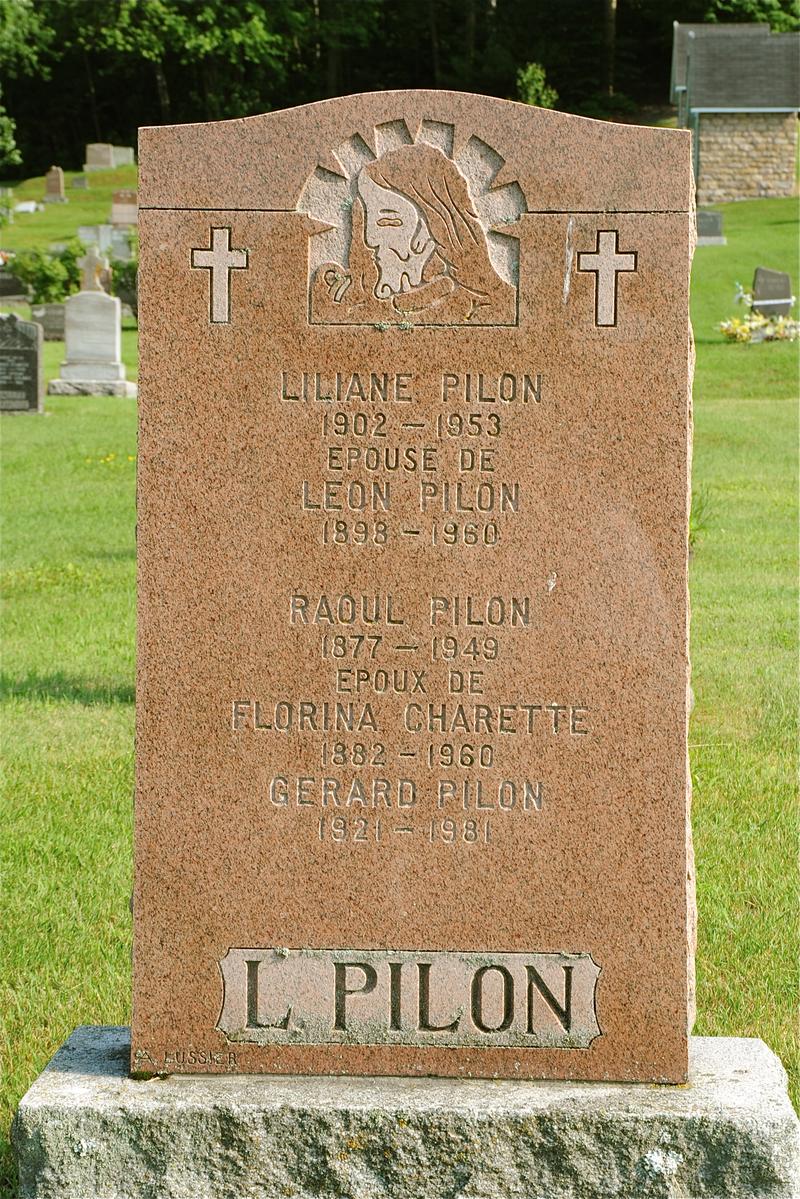 LILIANE PILON
1902 – 1953
EPOUSE DE
LEON PILON
1898 – 1960
RAOUL PILON
1877 – 1949
EPOUX DE
FLORINA CHARETTE
1882 – 1960
GERARD PILON
1921 – 1981
L. PILON
A. LUSSIER